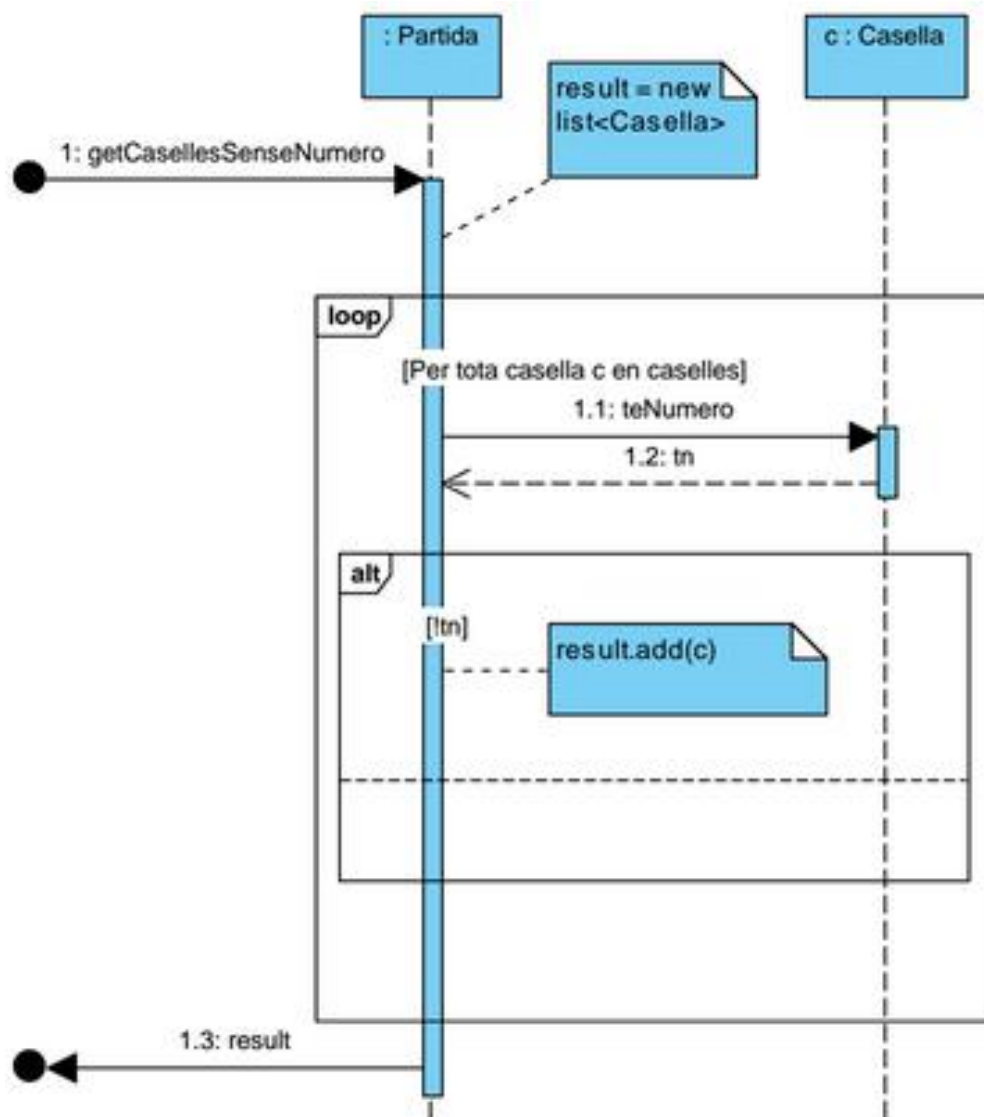 : Partida
c : Casella
result = new
list<Casella>
1: getCasellesSenseNumero
loop
[Per tota casella c en caselles]
1.1: teNumero
1.2: tn
alt
[!tn]
result.add(c)
1.3: result